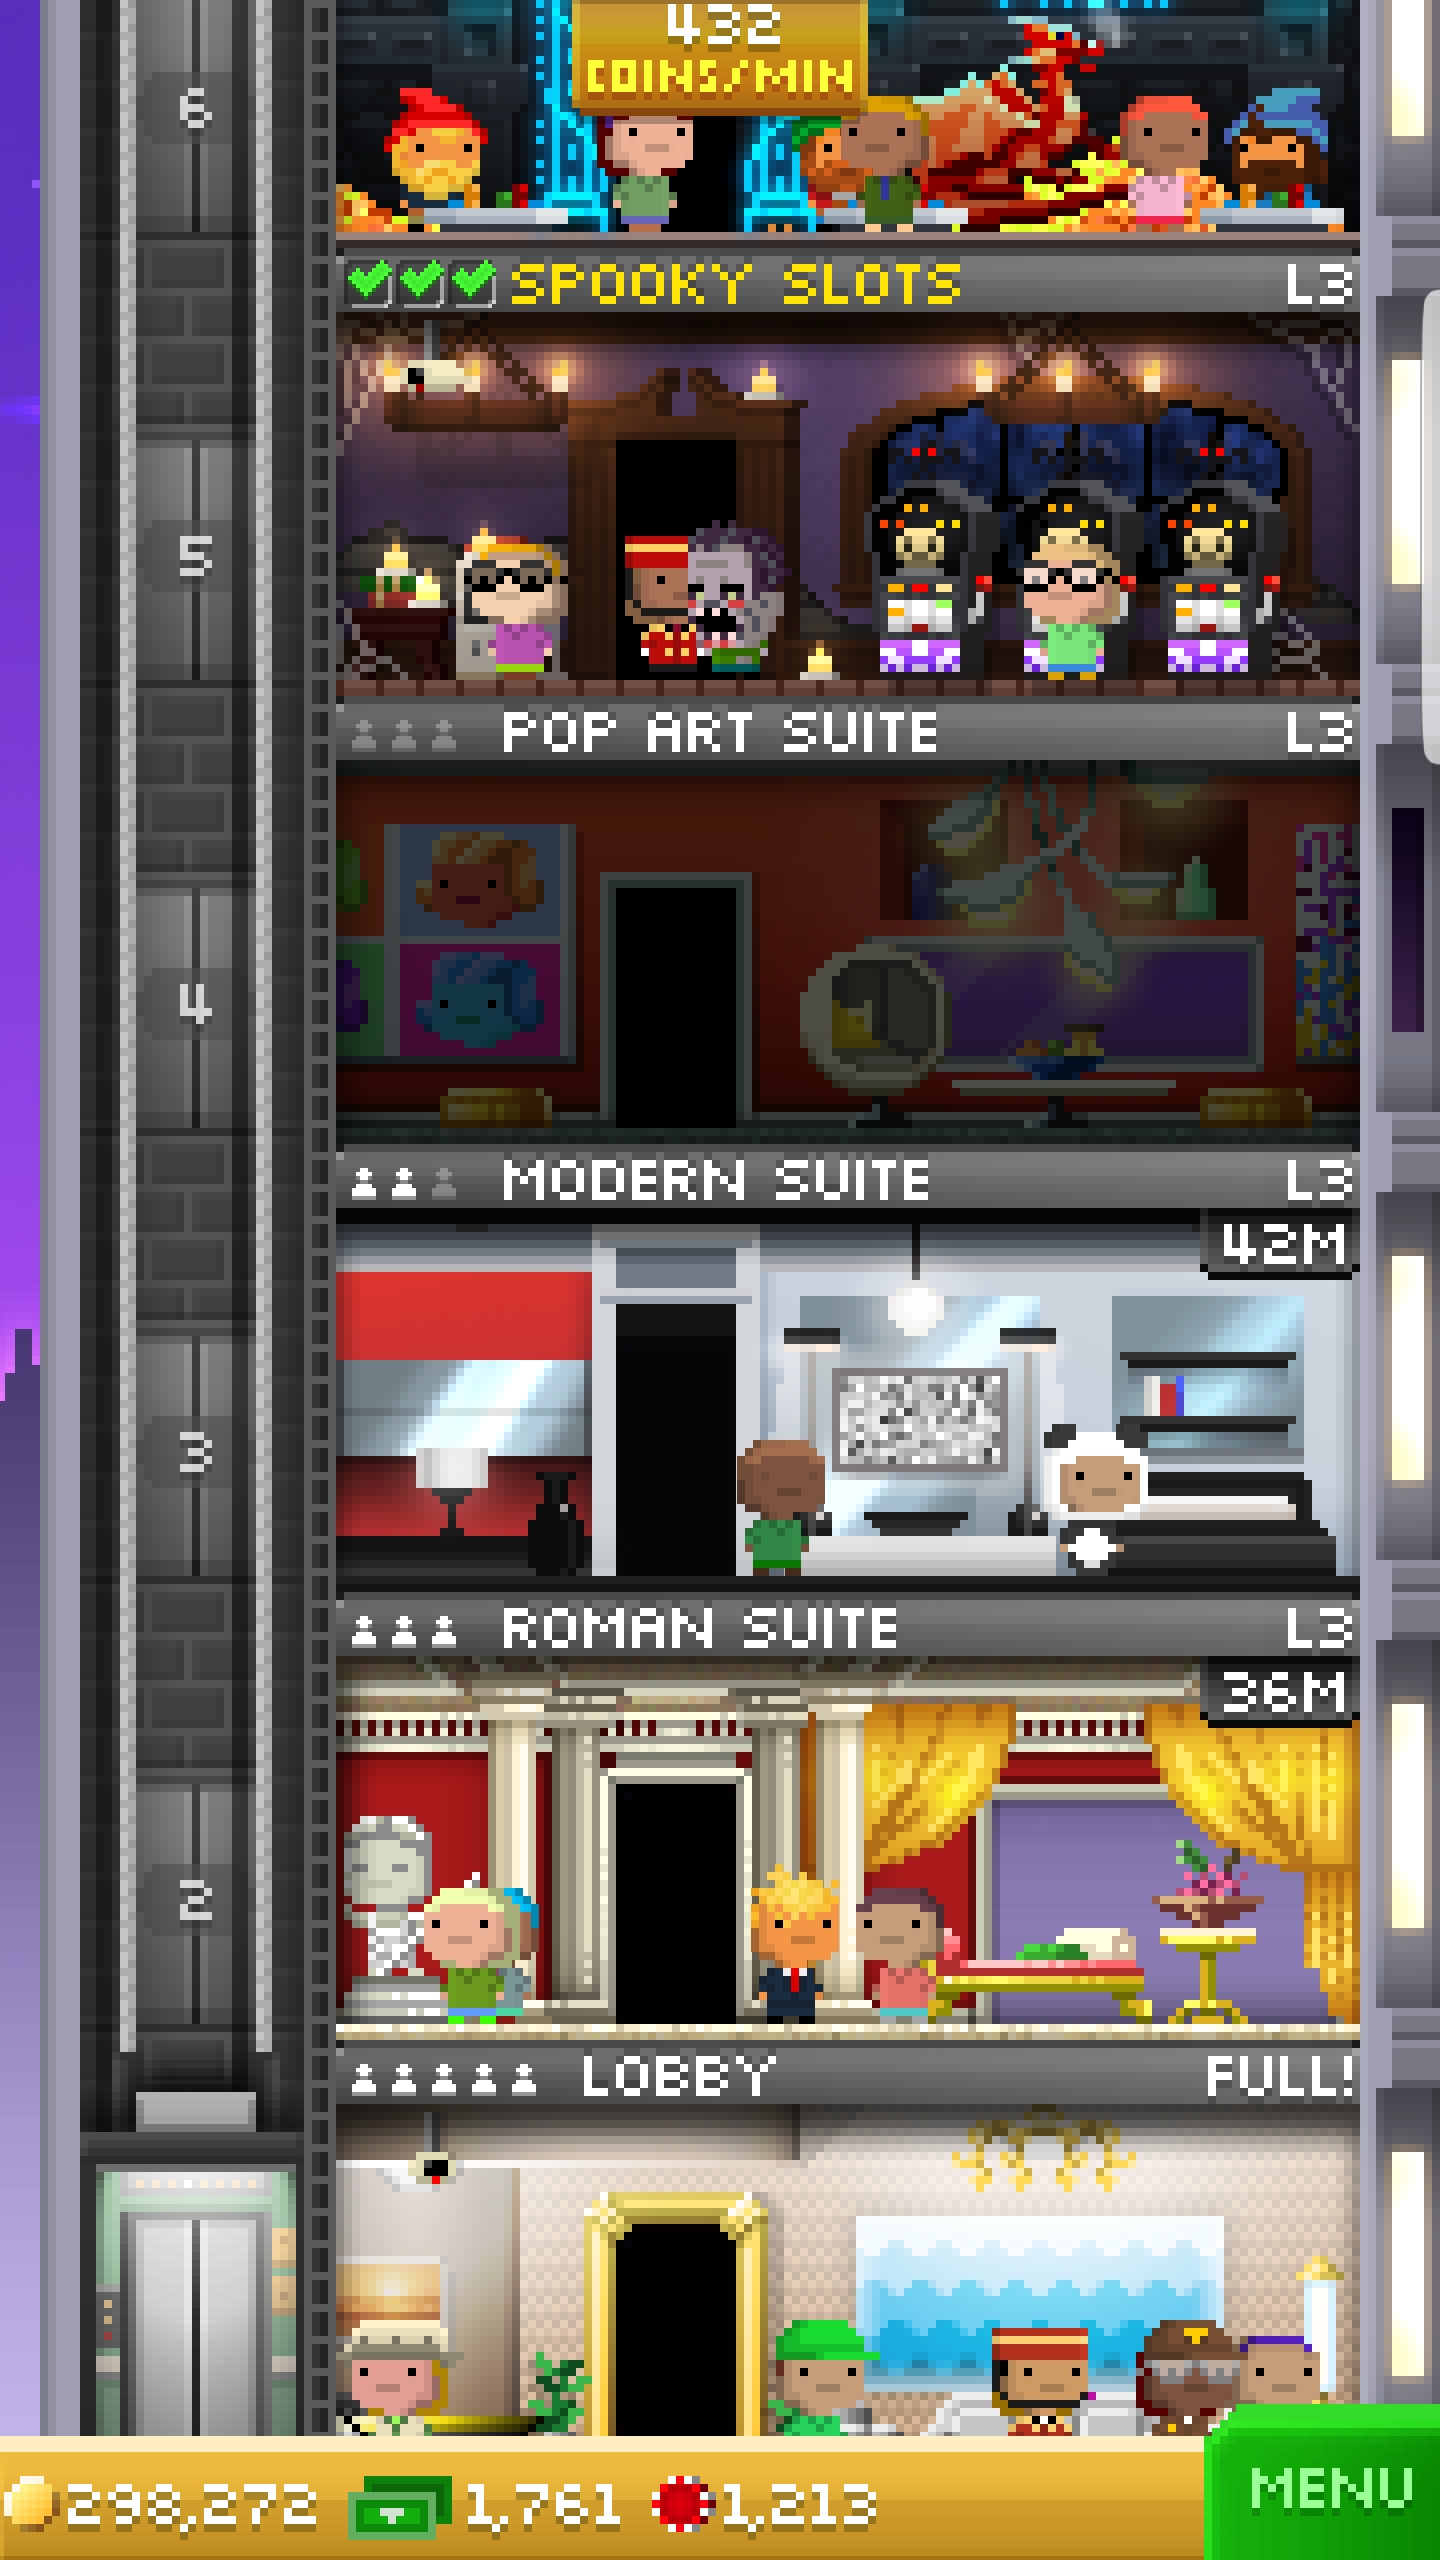 432
COINS/MIN
6
SPOOKY SLOTS L3
5
POP ART SUITE L3
4
MODERN SUITE L3
42M
3
ROMAN SUITE L3
36M
2
LOBBY FULL!
298,272 1,761 1,213 MENU